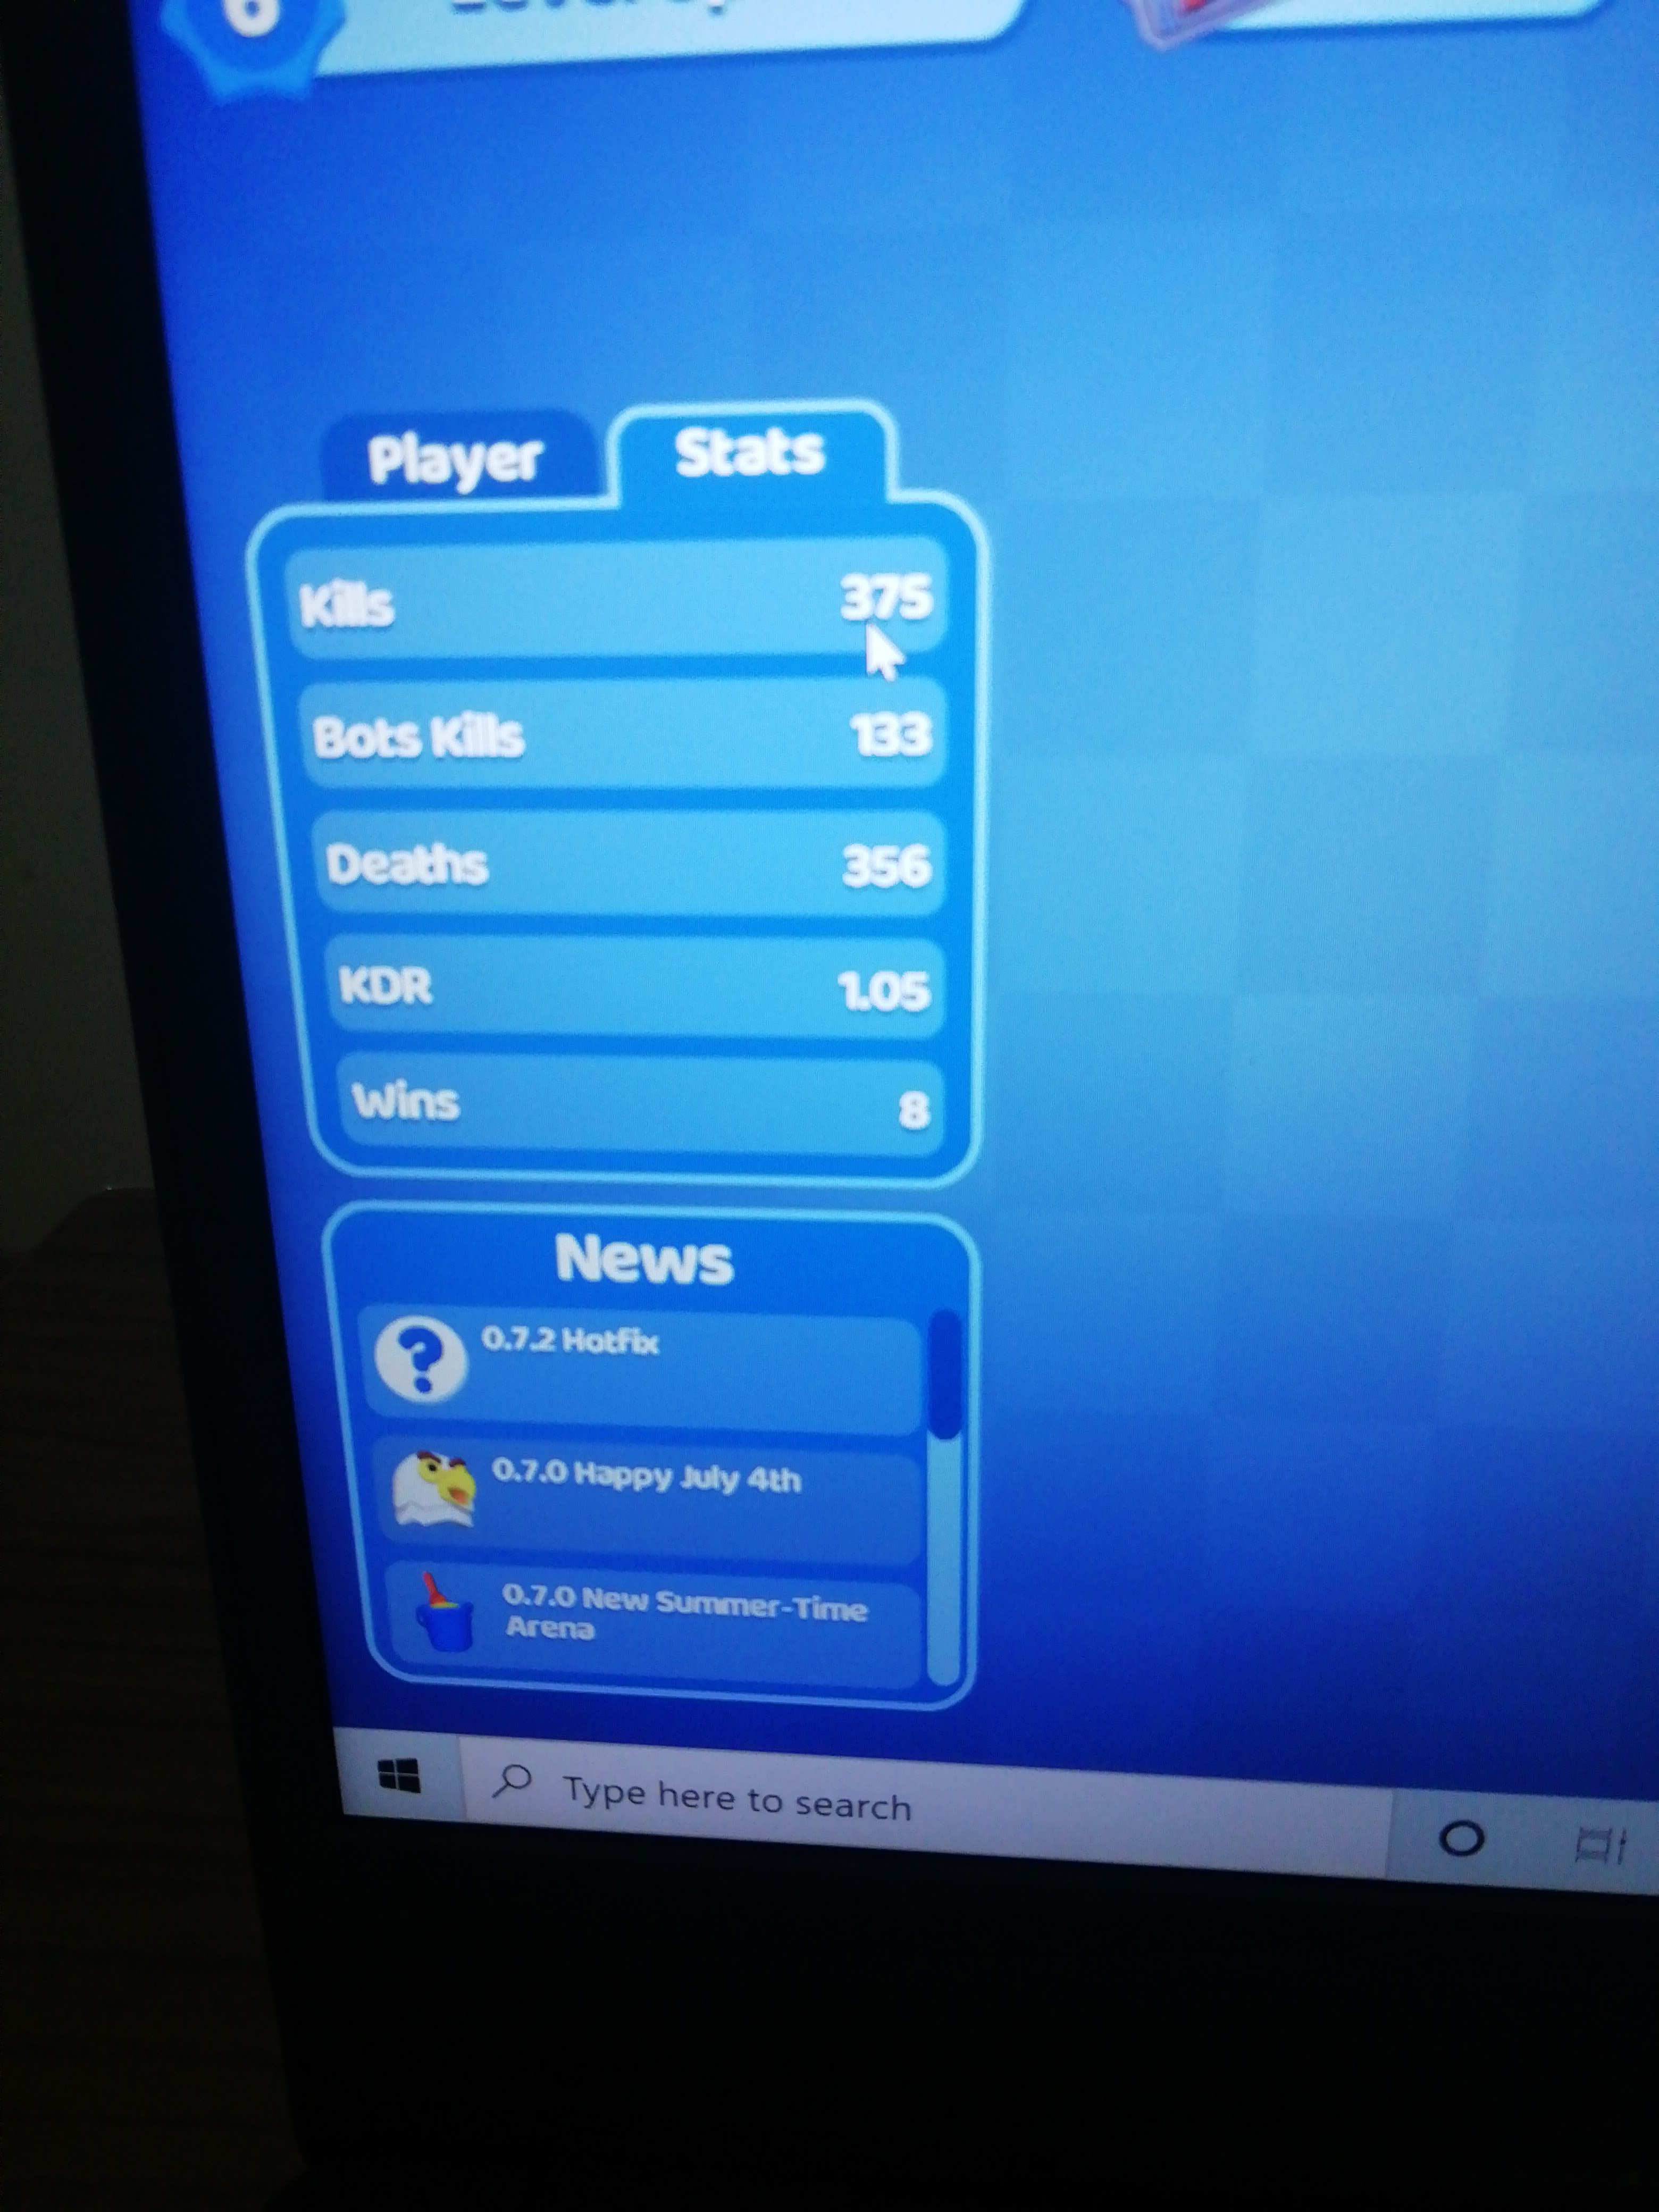 6
Player
Stats
Kills 375
Bots Kills 133
Deaths 356
KDR 1.05
Wins 8
News
0.7.2 Hotfix
0.7.0 Happy July 4th
0.7.0 New Summer-Time
Arena
Type here to search